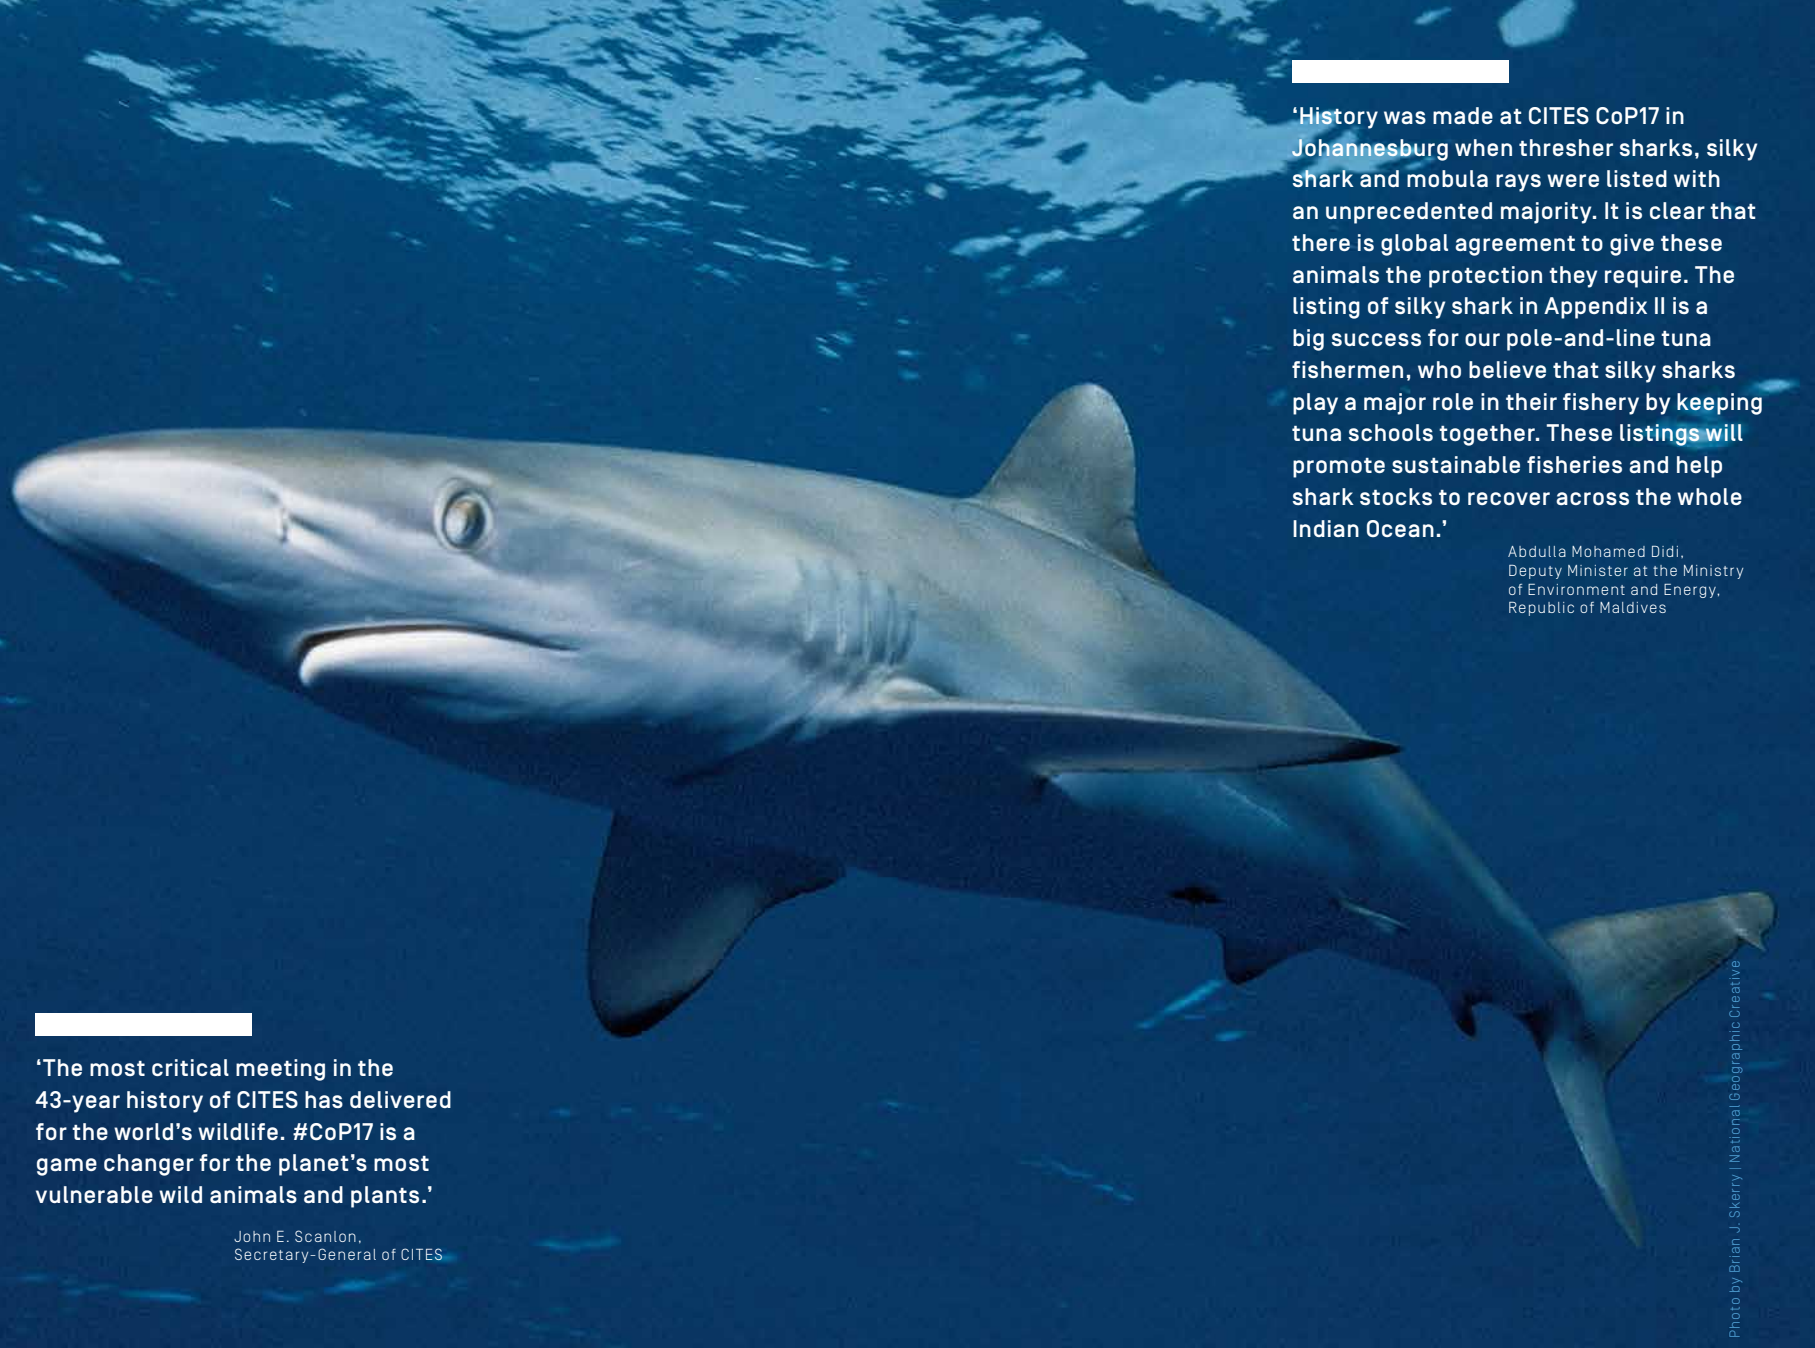 ‘History was made at CITES CoP17 in
Johannesburg when thresher sharks, silky
shark and mobula rays were listed with
an unprecedented majority. It is clear that
there is global agreement to give these
animals the protection they require. The
listing of silky shark in Appendix II is a
big success for our pole-and-line tuna
fishermen, who believe that silky sharks
play a major role in their fishery by keeping
tuna schools together. These listings will
promote sustainable fisheries and help
shark stocks to recover across the whole
Indian Ocean.’
Abdulla Mohamed Didi,
Deputy Minister at the Ministry
of Environment and Energy,
Republic of Maldives
‘The most critical meeting in the
43-year history of CITES has delivered
for the world’s wildlife. #CoP17 is a
game changer for the planet’s most
vulnerable wild animals and plants.’
John E. Scanlon,
Secretary-General of CITES
Photo by Brian J. Skerry | National Geographic Creative